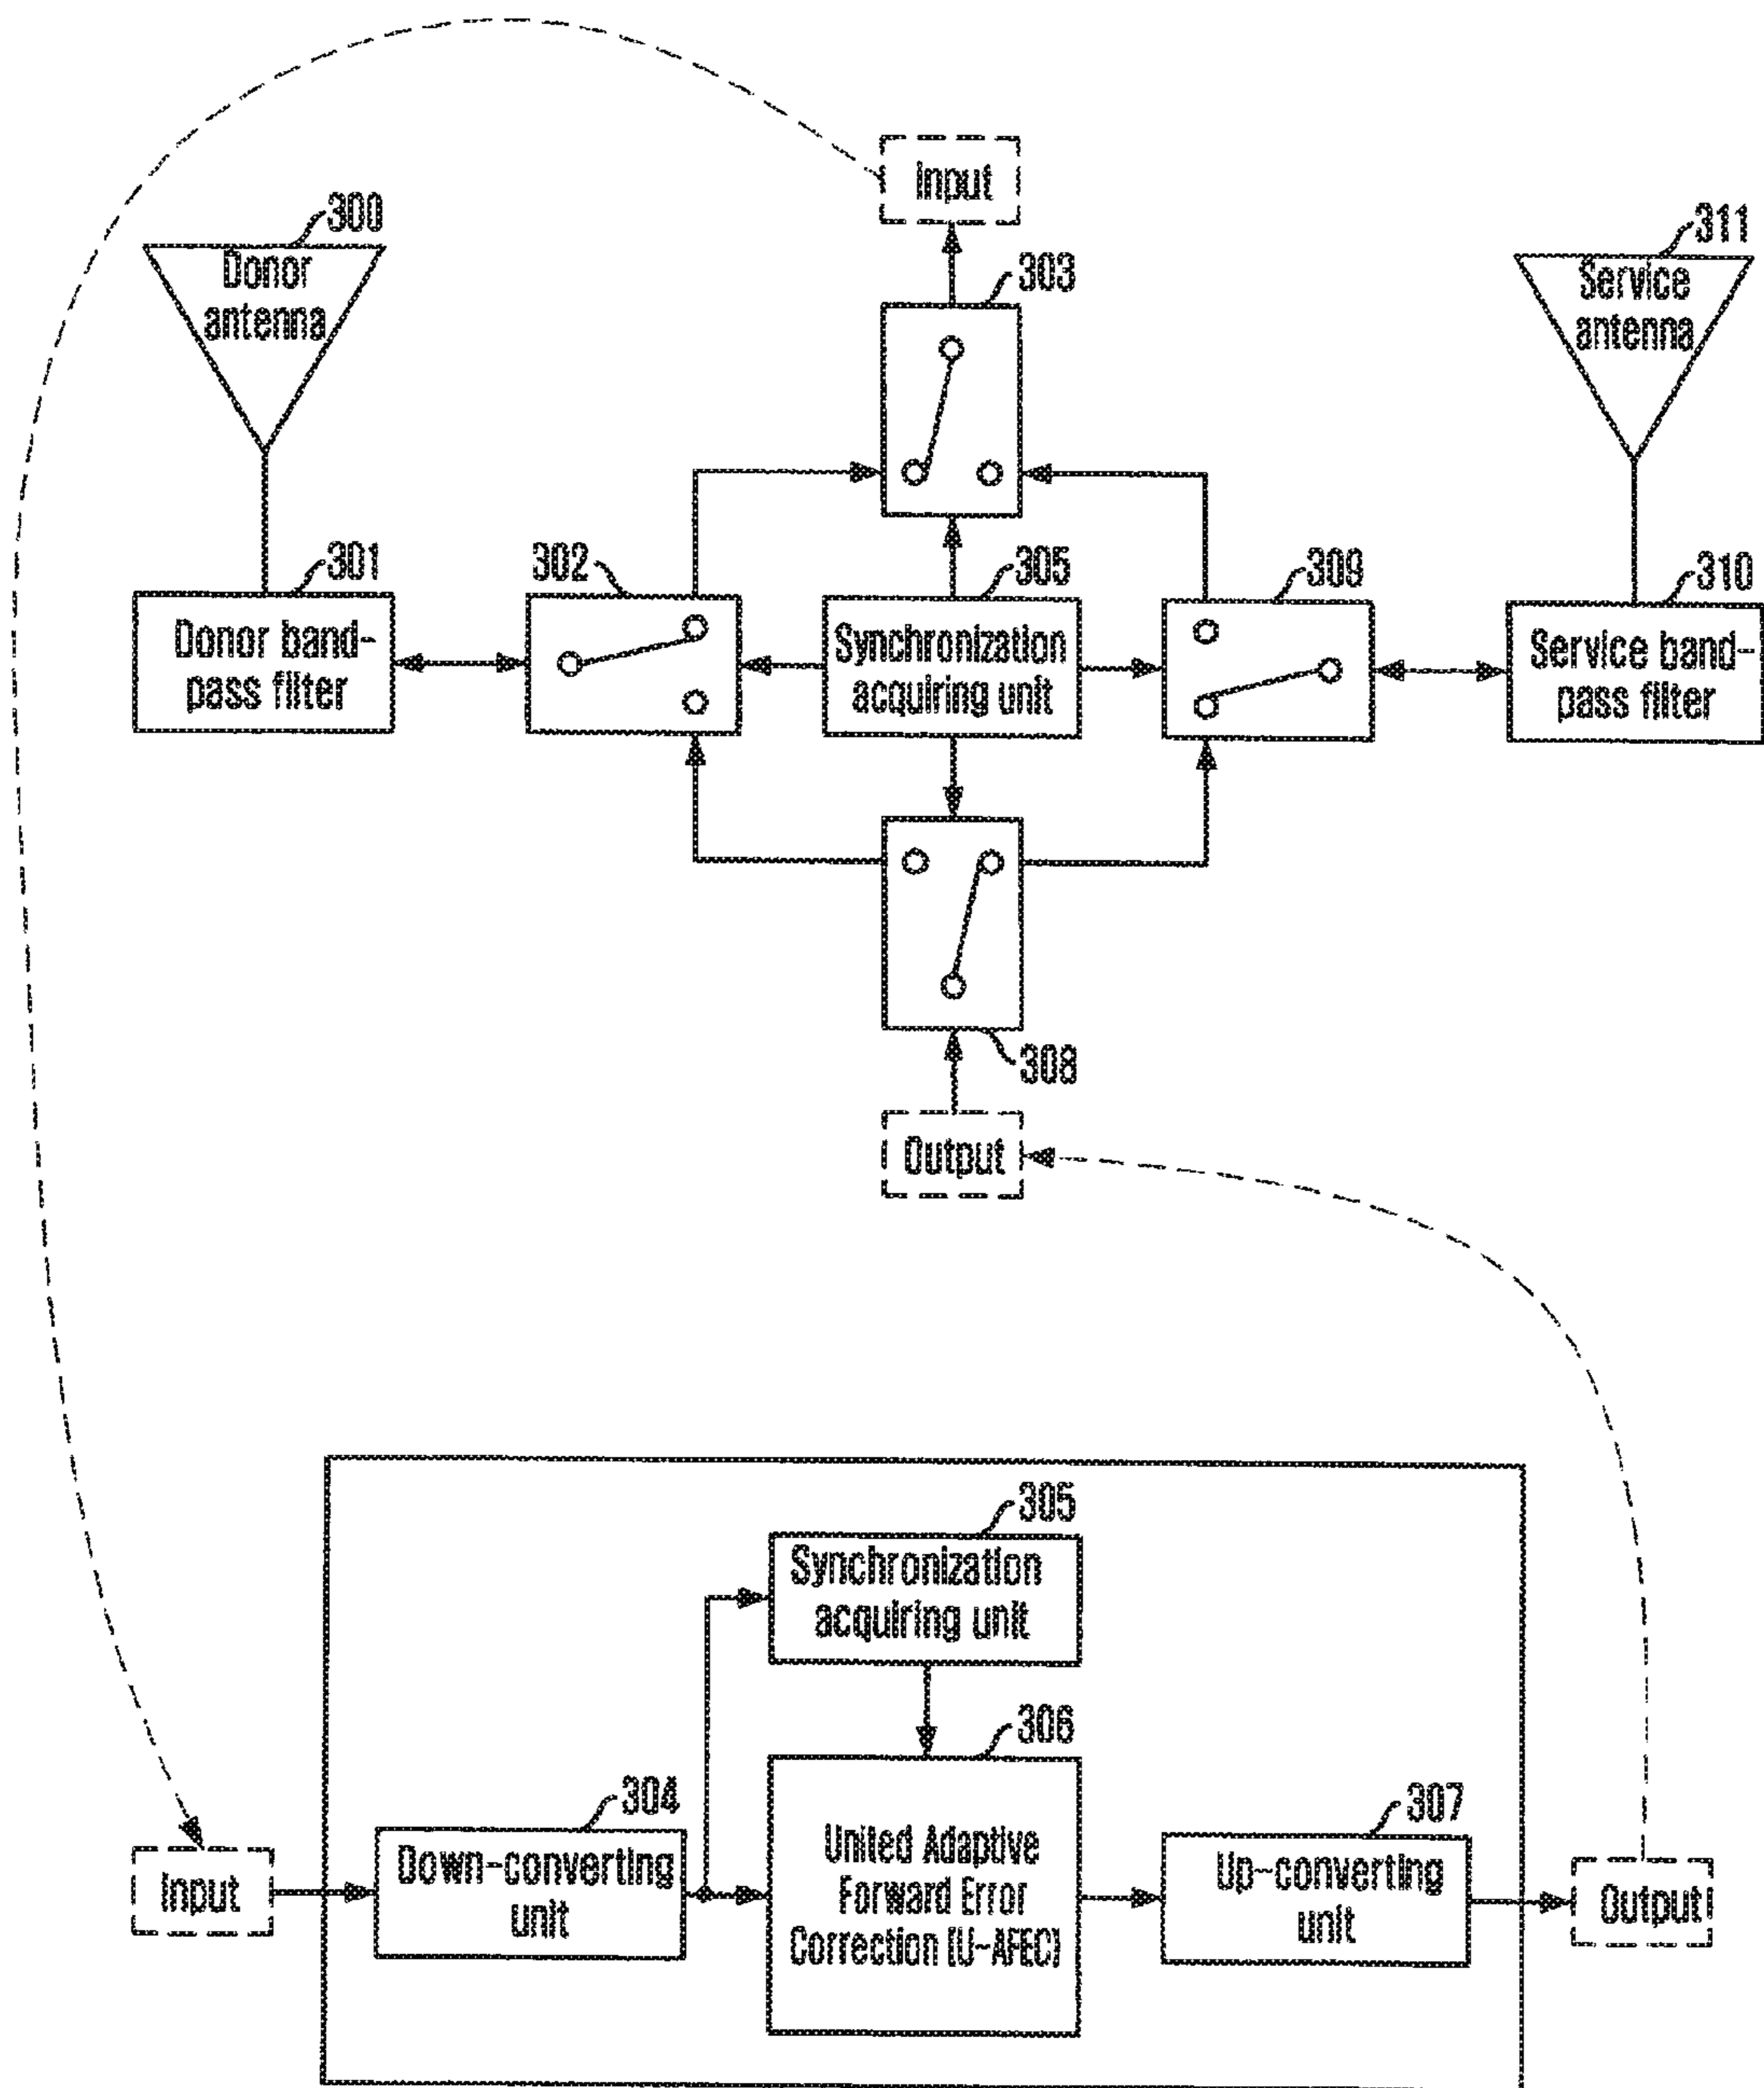 Input
300
Donor
antenna
311
Service
antenna
303
301
Donor band-
pass filter
302
305
Synchronization
acquiring unit
309
310
Service band-
pass filter
308
Output
305
Synchronization
acquiring unit
306
United Adaptive
Forward Error
Correction (U-AFEC)
304
Down-converting
unit
307
Up-converting
unit
Input
Output